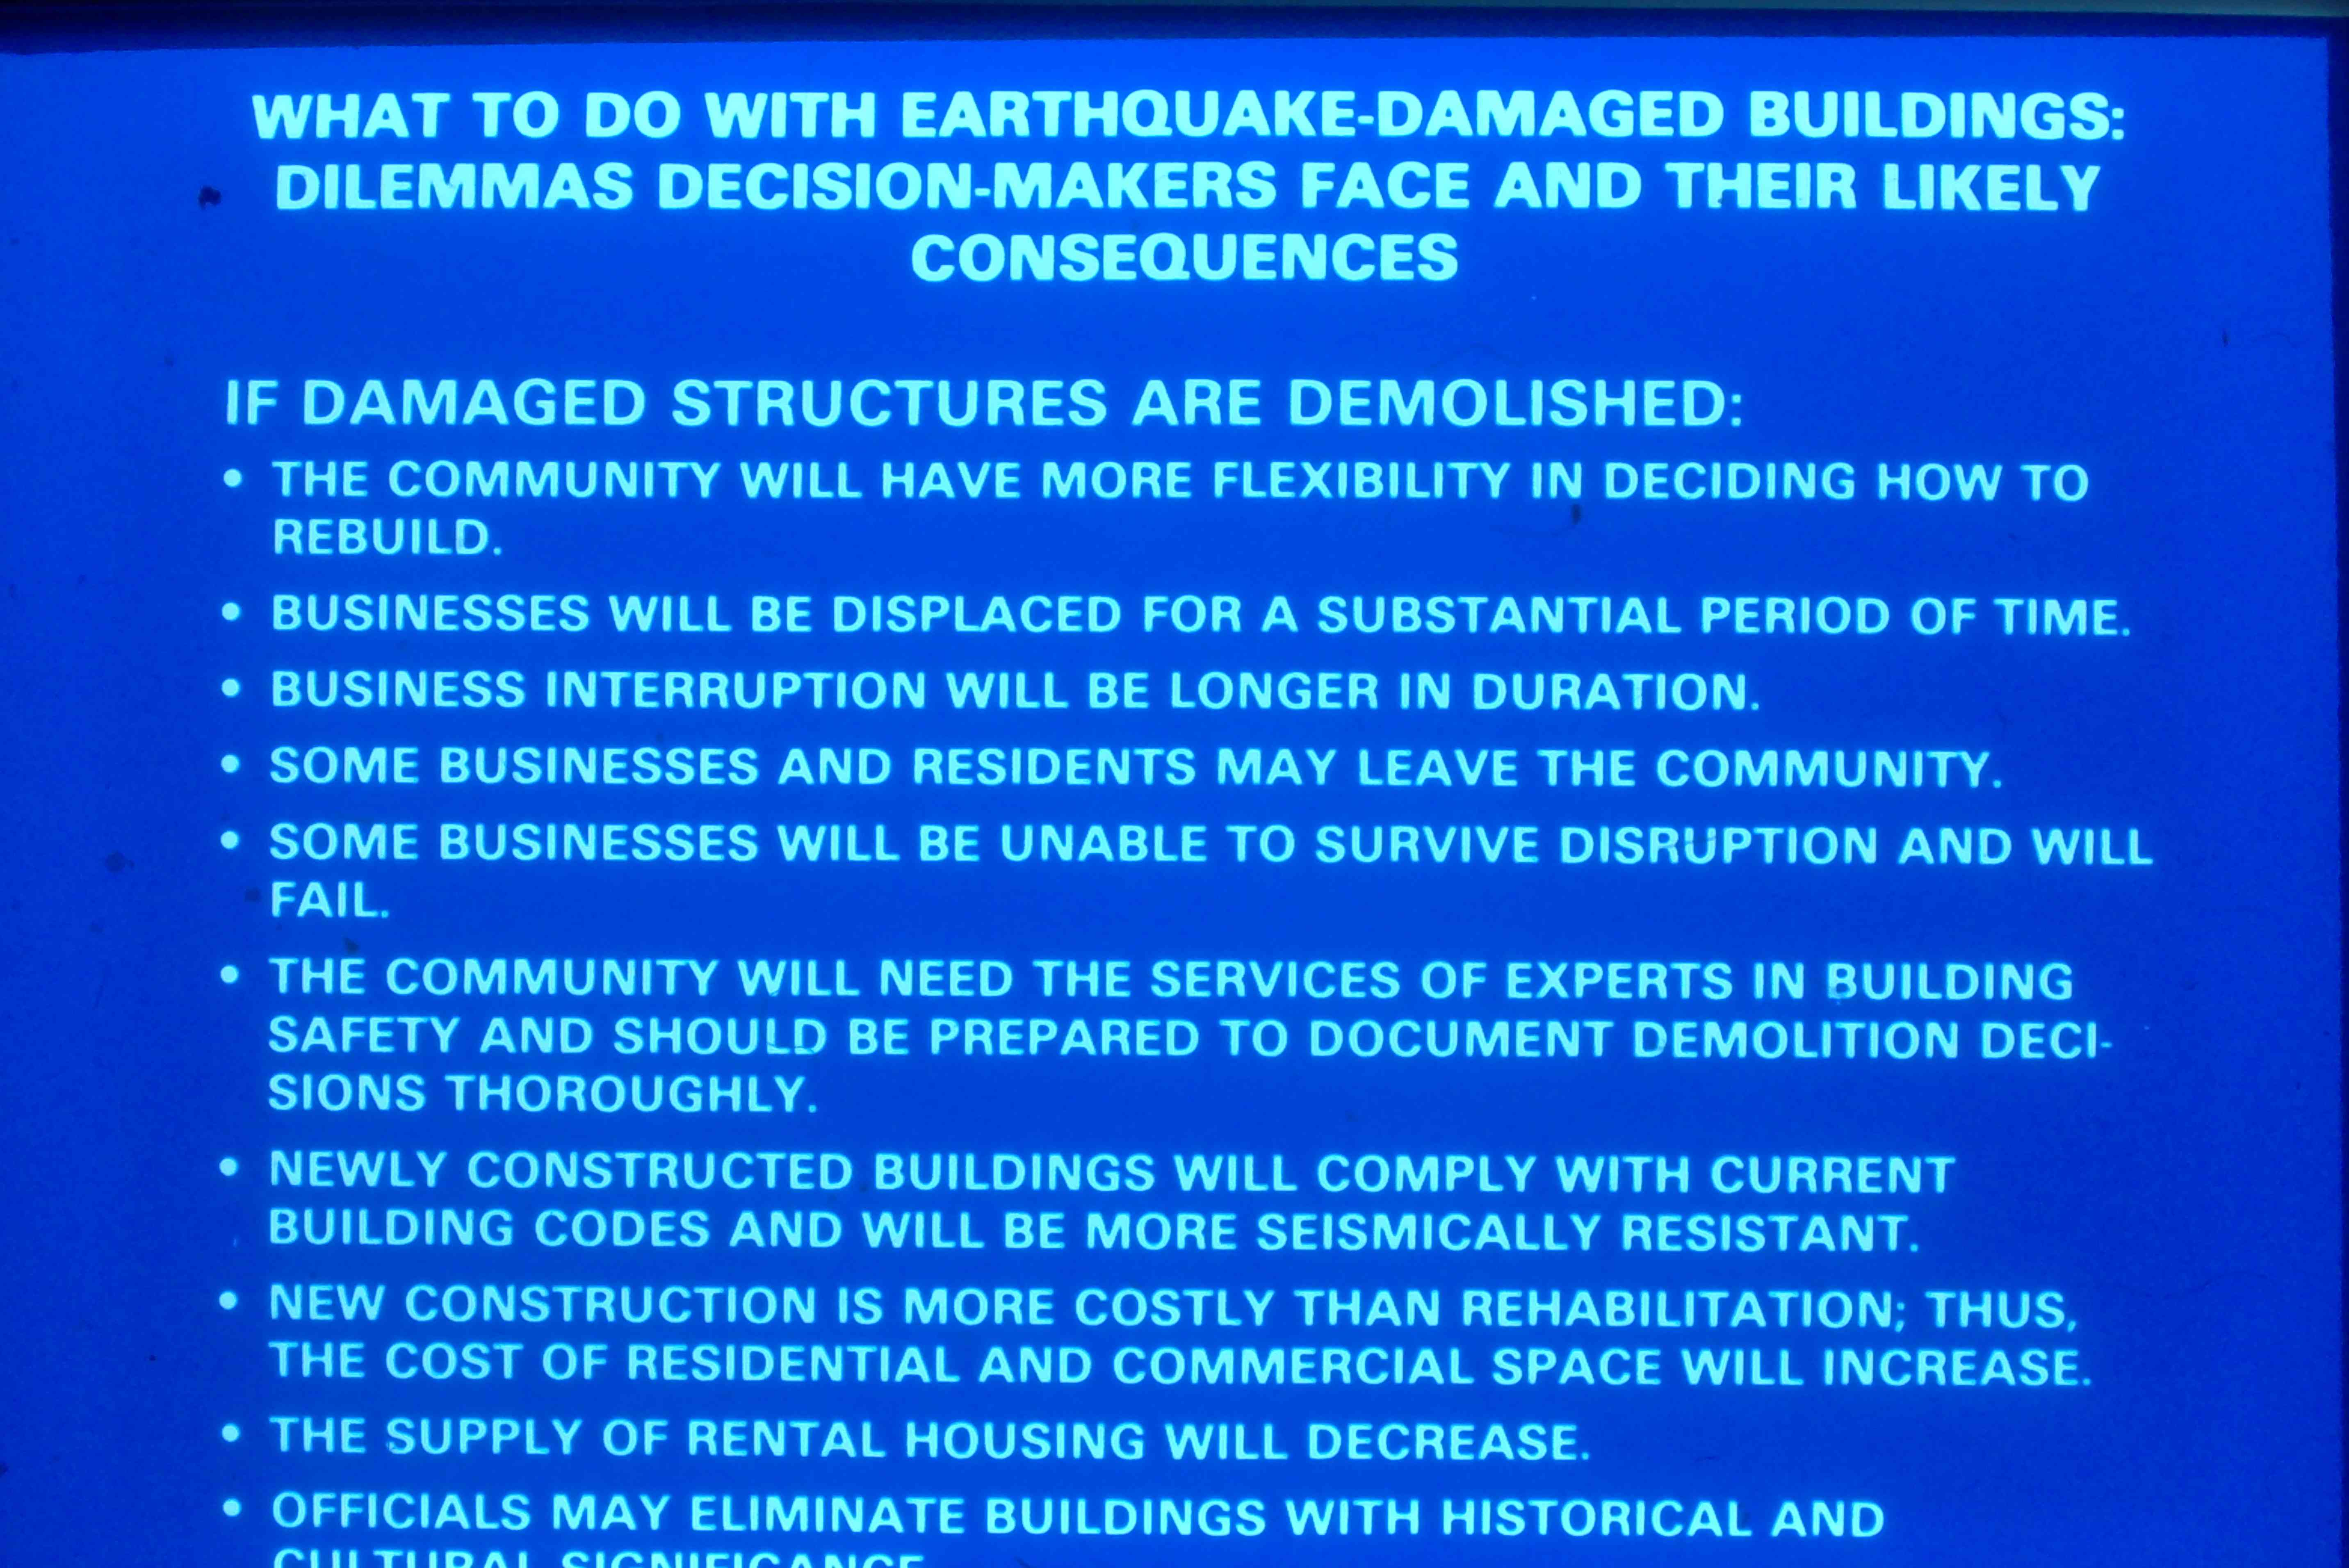 WHAT TO DO WITH EARTHQUAKE-DAMAGED BUILDINGS:
DILEMMAS DECISION-MAKERS FACE AND THEIR LIKELY
CONSEQUENCES
IF DAMAGED STRUCTURES ARE DEMOLISHED:
• THE COMMUNITY WILL HAVE MORE FLEXIBILITY IN DECIDING HOW TO
REBUILD.
• BUSINESSES WILL BE DISPLACED FOR A SUBSTANTIAL PERIOD OF TIME.
• BUSINESS INTERRUPTION WILL BE LONGER IN DURATION.
• SOME BUSINESSES AND RESIDENTS MAY LEAVE THE COMMUNITY.
• SOME BUSINESSES WILL BE UNABLE TO SURVIVE DISRUPTION AND WILL
FAIL.
• THE COMMUNITY WILL NEED THE SERVICES OF EXPERTS IN BUILDING
SAFETY AND SHOULD BE PREPARED TO DOCUMENT DEMOLITION DECI-
SIONS THOROUGHLY.
• NEWLY CONSTRUCTED BUILDINGS WILL COMPLY WITH CURRENT
BUILDING CODES AND WILL BE MORE SEISMICALLY RESISTANT.
• NEW CONSTRUCTION IS MORE COSTLY THAN REHABILITATION; THUS,
THE COST OF RESIDENTIAL AND COMMERCIAL SPACE WILL INCREASE.
• THE SUPPLY OF RENTAL HOUSING WILL DECREASE.
• OFFICIALS MAY ELIMINATE BUILDINGS WITH HISTORICAL AND
CULTURAL SIGNIFICANCE